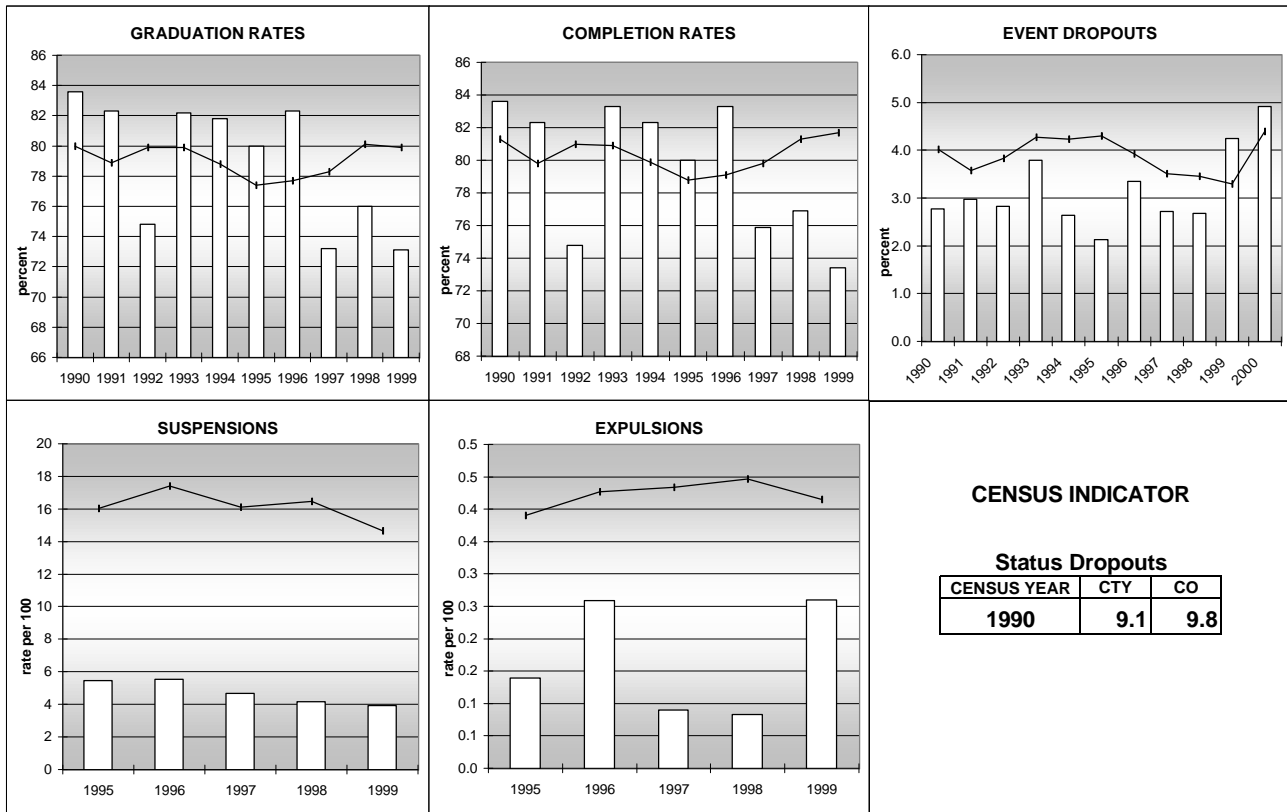 GRADUATION RATES
86
84
82
80
78
76
74
72
70
68
66
percent
1990 1991 1992 1993 1994 1995 1996 1997 1998 1999
COMPLETION RATES
86
84
82
80
78
76
74
72
70
68
percent
1990 1991 1992 1993 1994 1995 1996 1997 1998 1999
EVENT DROPOUTS
6.0
5.0
4.0
3.0
2.0
1.0
0.0
percent
1990 1991 1992 1993 1994 1995 1996 1997 1998 1999 2000
SUSPENSIONS
20
18
16
14
12
10
8
6
4
2
0
rate per 100
1995 1996 1997 1998 1999
EXPULSIONS
0.5
0.5
0.4
0.4
0.3
0.3
0.2
0.2
0.1
0.1
0.0
rate per 100
1995 1996 1997 1998 1999
CENSUS INDICATOR
Status Dropouts
CENSUS YEAR CTY CO
1990 9.1 9.8